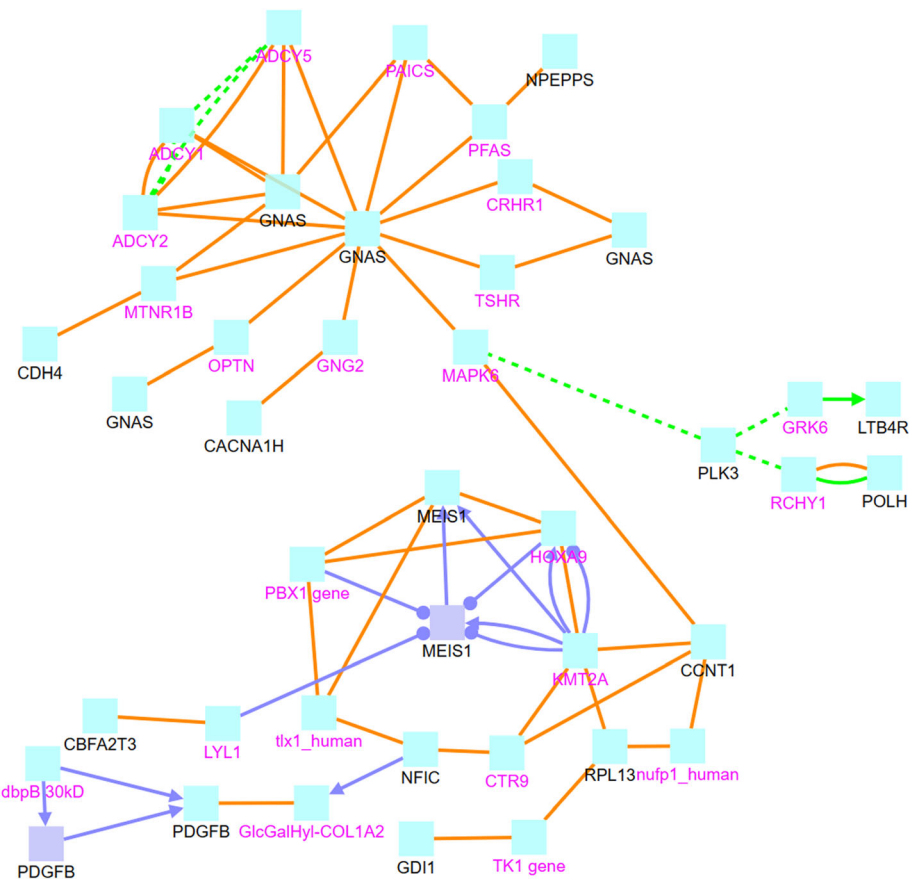 ADCY5
PAICS
NPEPPS
ADCY1
PFAS
CRHR1
GNAS
ADCY2
GNAS
GNAS
TSHR
MTNR1B
OPTN
GNG2
MAPK6
CDH4
GNAS
CACNA1H
GRK6
LTB4R
PLK3
RCHY1
POLH
MEIS1
HOXA9
PBX1 gene
MEIS1
KMT2A
CCNT1
CBFA2T3
LYL1
tlx1_human
NFIC
CTR9
RPL13
nufp1_human
dbpB 30kD
PDGFB
GlcGalHyl-COL1A2
PDGFB
GDI1
TK1 gene